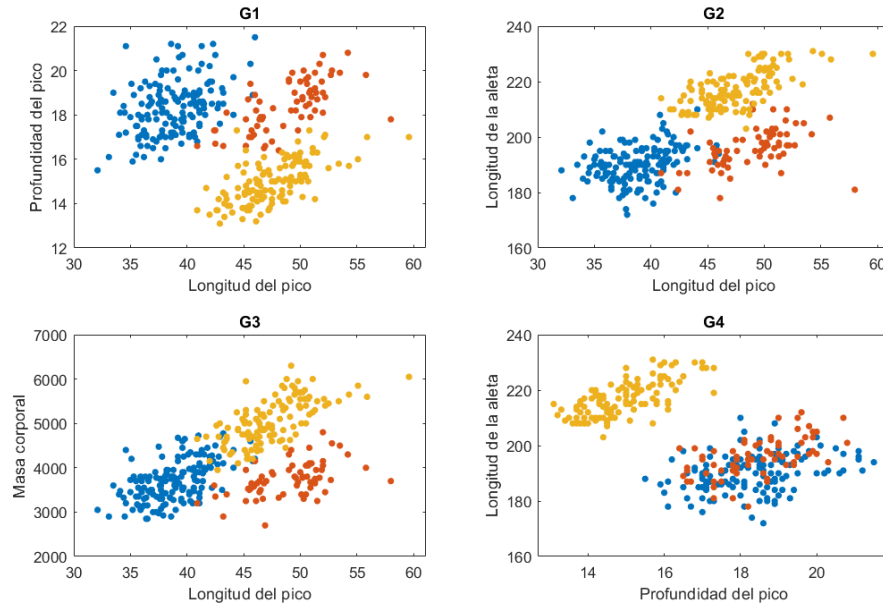 G1
22
20
18
16
14
12
Profundidad del pico
30 35 40 45 50 55 60
Longitud del pico
G2
240
220
200
180
160
Longitud de la aleta
30 35 40 45 50 55 60
Longitud del pico
G3
7000
6000
5000
4000
3000
2000
Masa corporal
30 35 40 45 50 55 60
Longitud del pico
G4
240
220
200
180
160
Longitud de la aleta
14 16 18 20
Profundidad del pico